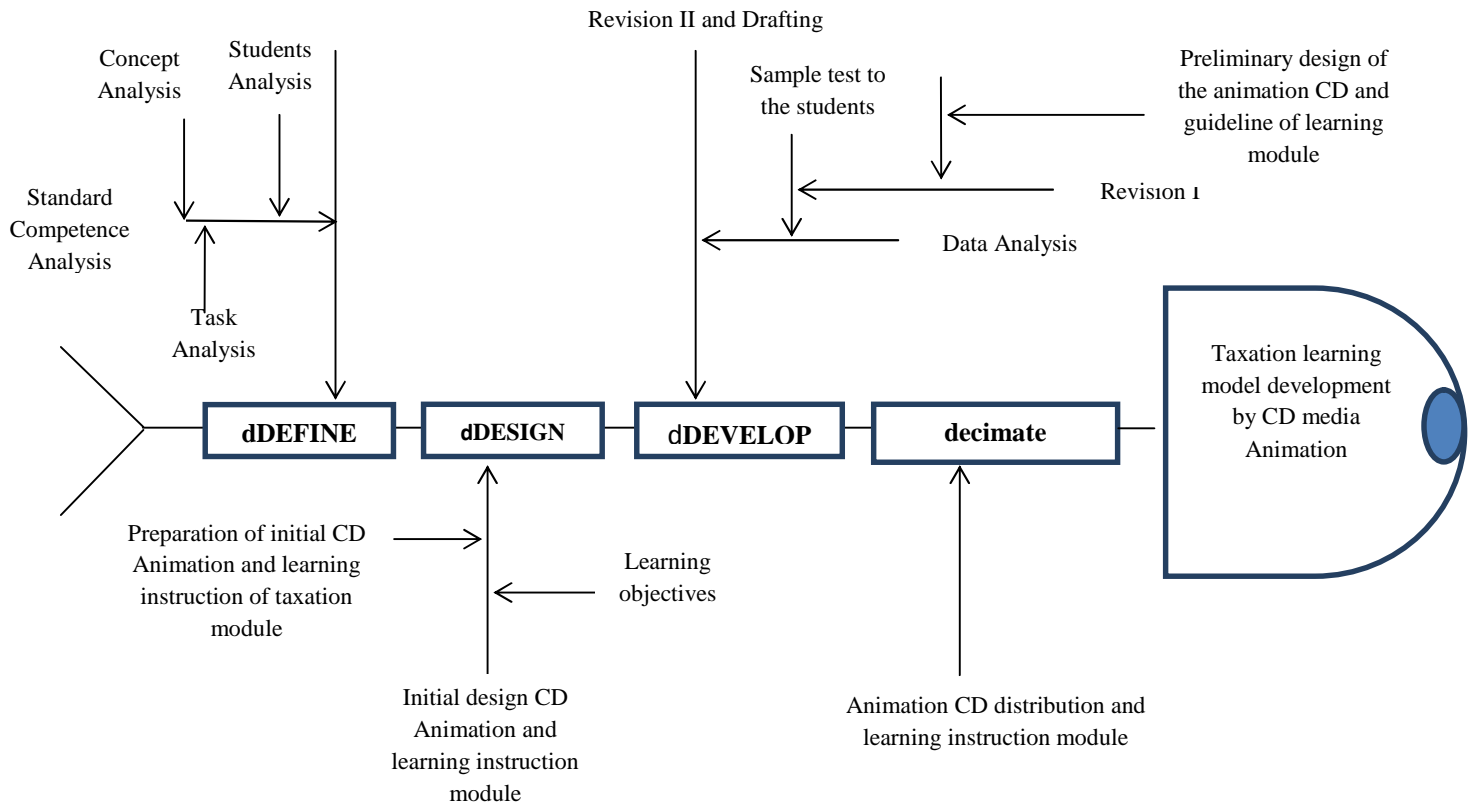 Revision II and Drafting
Concept
Analysis
Students
Analysis
Sample test to
the students
Preliminary design of
the animation CD and
guideline of learning
module
Standard
Competence
Analysis
Revision I
Data Analysis
Task
Analysis
dDEFINE
dDESIGN
dDEVELOP
decimate
Taxation learning
model development
by CD media
Animation
Preparation of initial CD
Animation and learning
instruction of taxation
module
Learning
objectives
Initial design CD
Animation and
learning instruction
module
Animation CD distribution and
learning instruction module